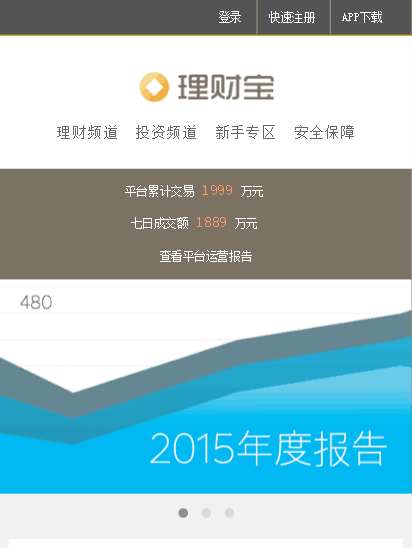 登录 快速注册 APP下载
理财宝
理财频道 投资频道 新手专区 安全保障
平台累计交易 1999 万元
七日成交额 1889 万元
查看平台运营报告
480
2015年度报告